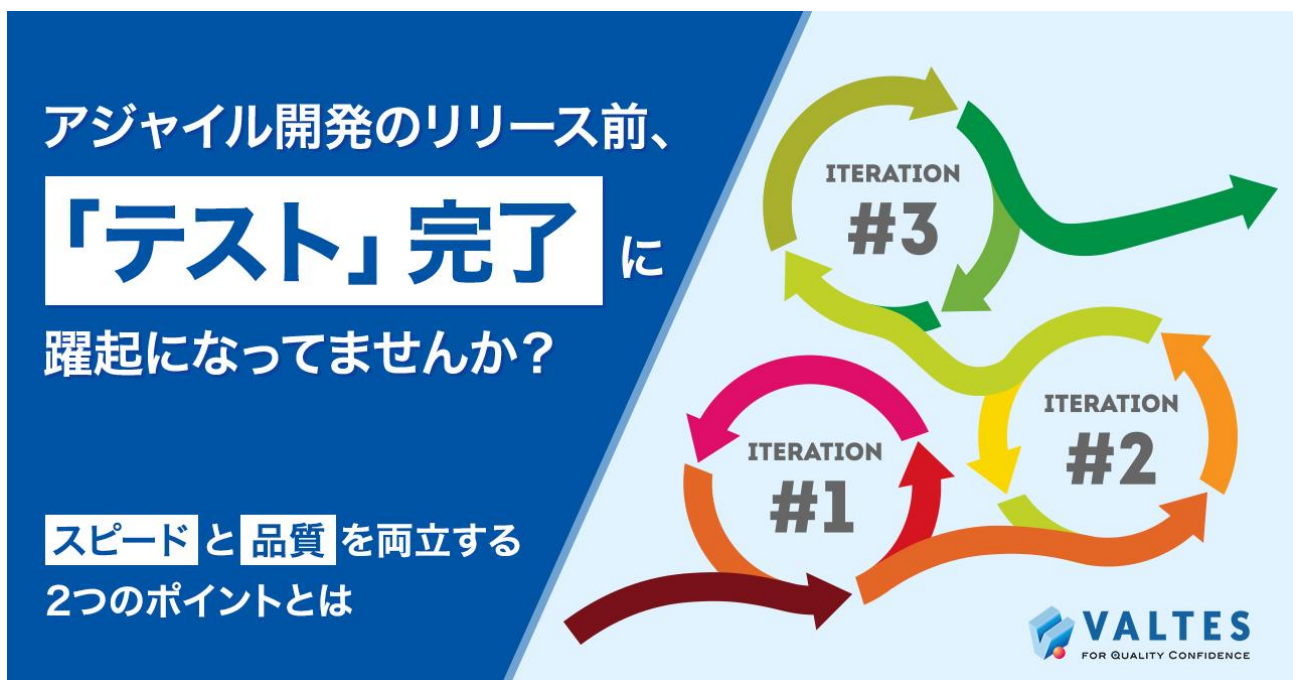 アジャイル開発のリリース前、
「テスト」完了に
躍起になってませんか？
スピードと品質を両立する
2つのポイントとは
ITERATION
#3
ITERATION
#2
ITERATION
#1
VALTES
FOR QUALITY CONFIDENCE